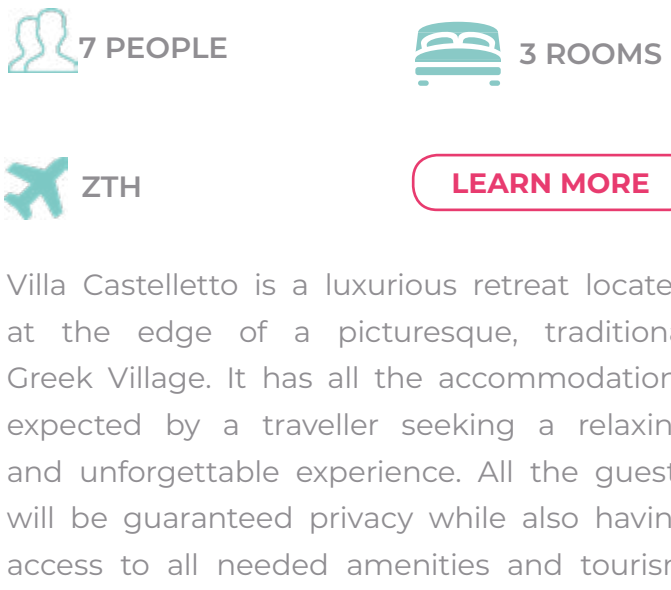 7 PEOPLE
3 ROOMS
ZTH
LEARN MORE
Villa Castelletto is a luxurious retreat locate
at the edge of a picturesque, traditiona
Greek Village. It has all the accommodation
expected by a traveller seeking a relaxin
and unforgettable experience. All the guest
will be guaranteed privacy while also havin
access to all needed amenities and touris